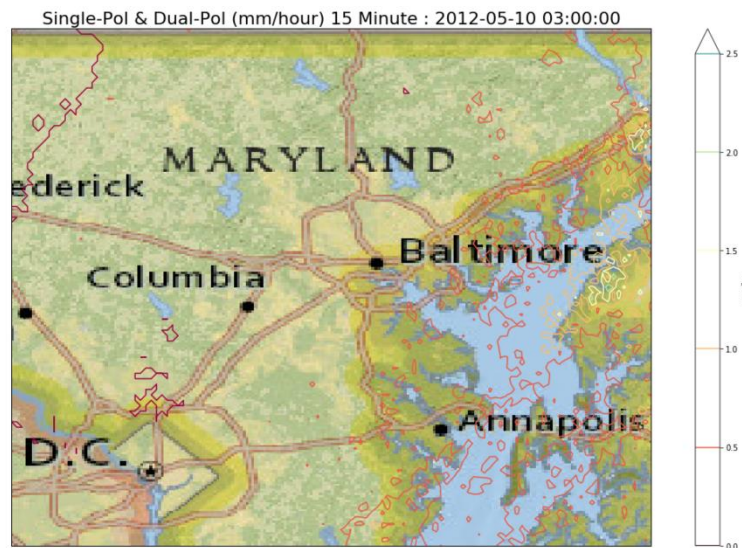 Single-Pol & Dual-Pol (mm/hour) 15 Minute : 2012-05-10 03:00:00
MARYLAND
ederick
Baltimore
Columbia
Annapolis
D.C.
2.5
2.0
1.5
1.0
0.5
0.0